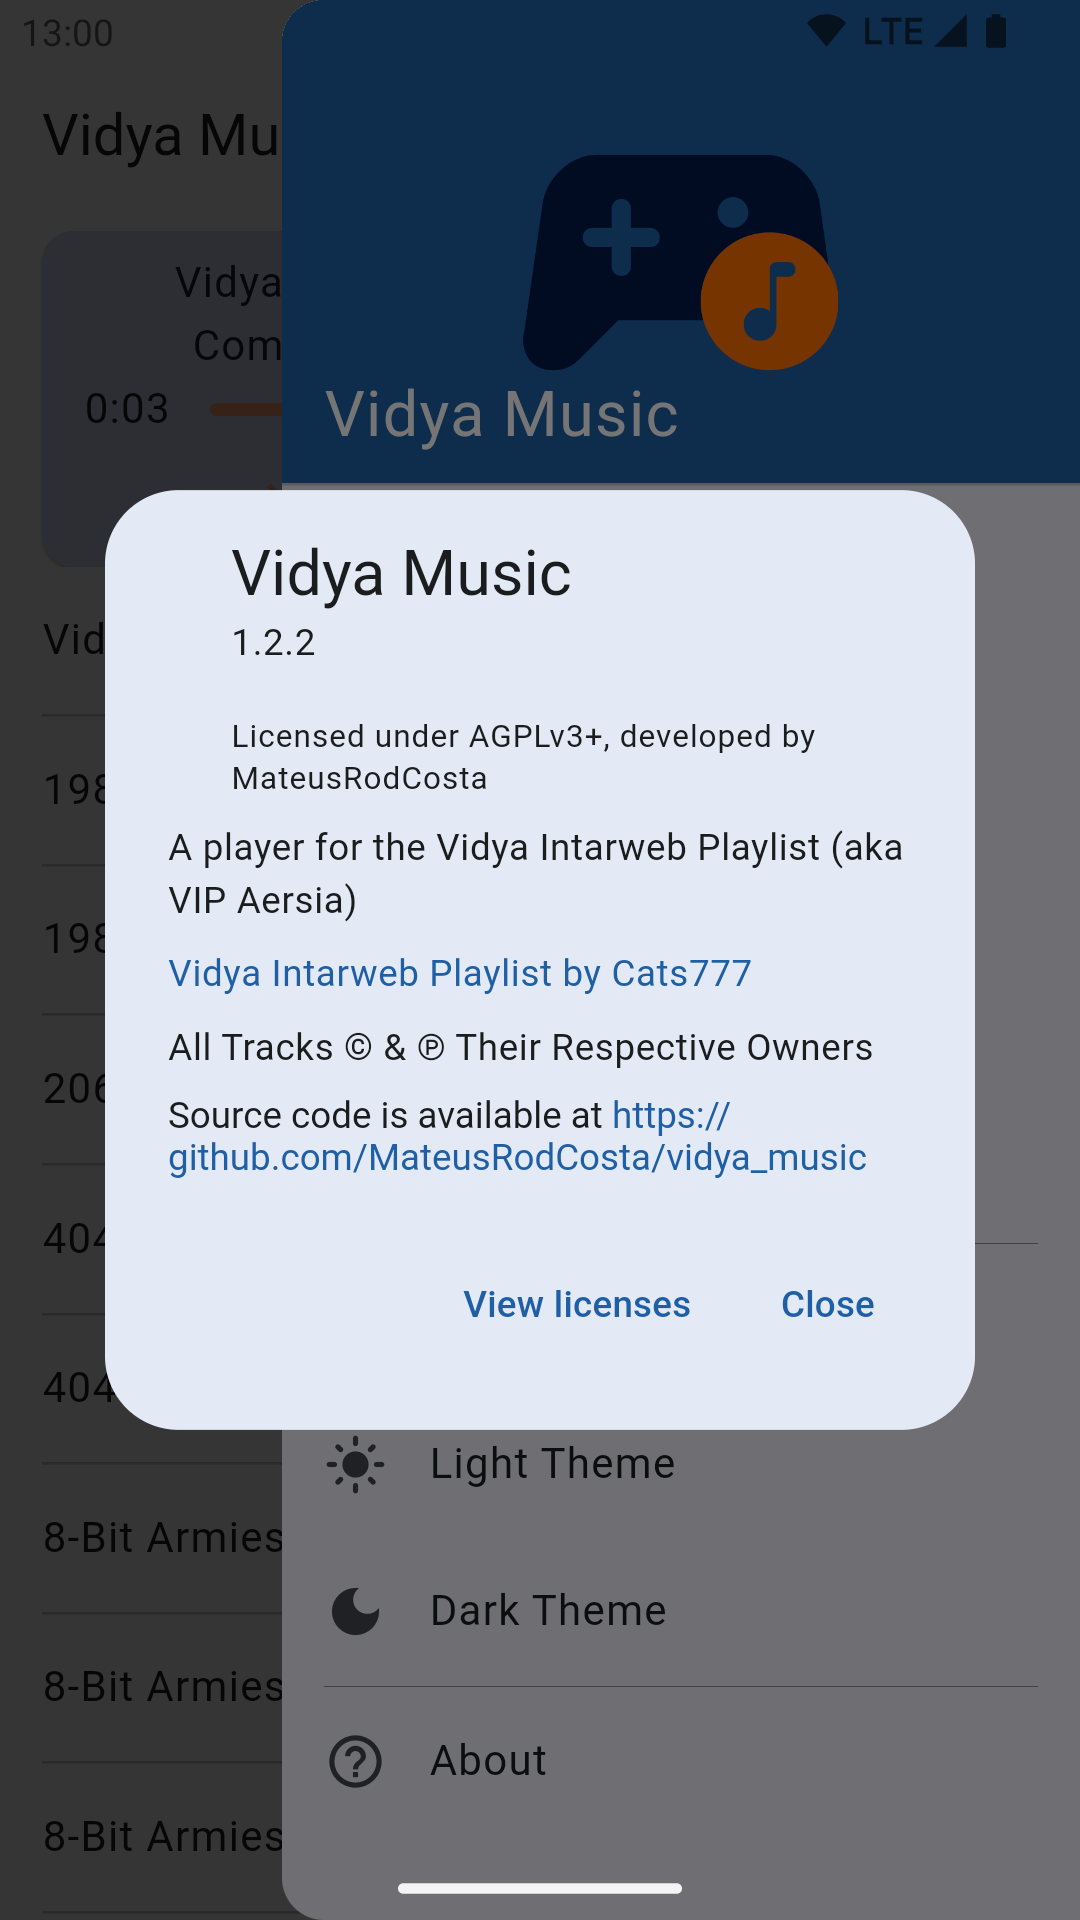 13:00
LTE
Vidya Mu
Vidya
Com
0:03
Vidya Music
Vidya Music
1.2.2
Licensed under AGPLv3+, developed by
MateusRodCosta
A player for the Vidya Intarweb Playlist (aka
VIP Aersia)
Vidya Intarweb Playlist by Cats777
All Tracks © & ℗ Their Respective Owners
Source code is available at https://
github.com/MateusRodCosta/vidya_music
View licenses
Close
Vid
198
198
206
404
404
8-Bit Armies
8-Bit Armies
8-Bit Armies
Light Theme
Dark Theme
About